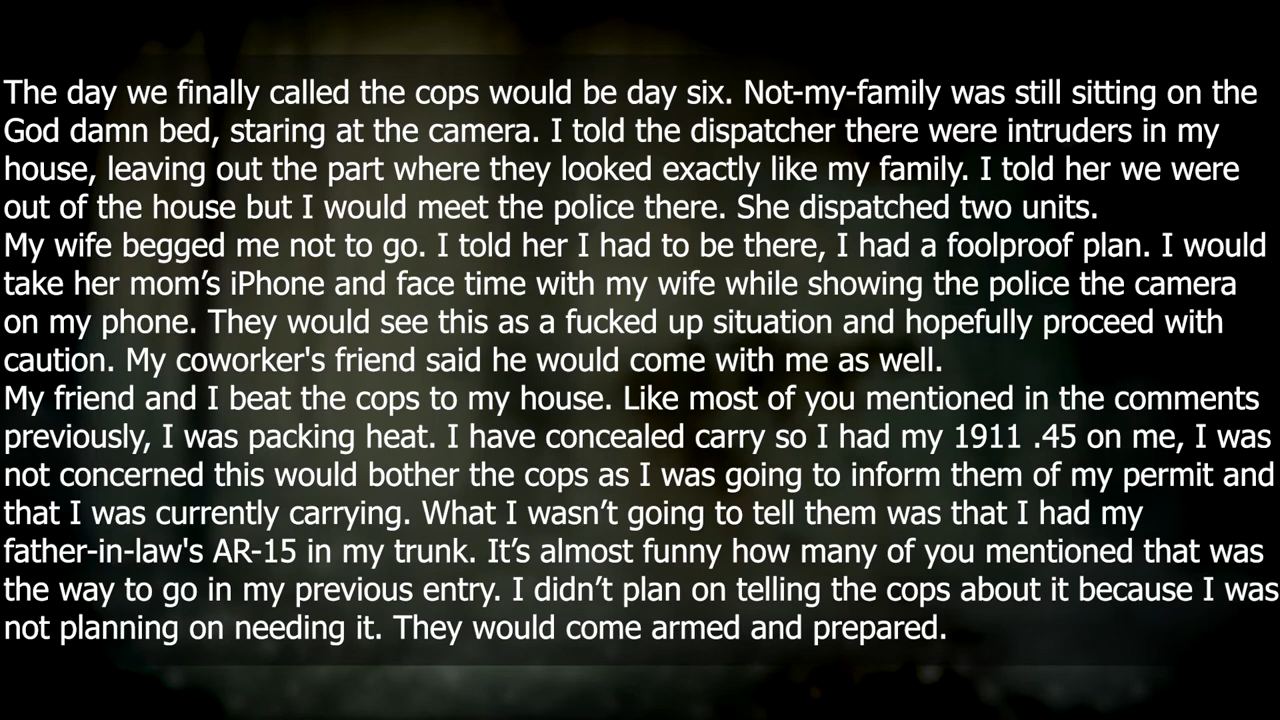 The day we finally called the cops would be day six. Not-my-family was still sitting on the
God damn bed, staring at the camera. I told the dispatcher there were intruders in my
house, leaving out the part where they looked exactly like my family. I told her we were
out of the house but I would meet the police there. She dispatched two units.
My wife begged me not to go. I told her I had to be there, I had a foolproof plan. I would
take her mom’s iPhone and face time with my wife while showing the police the camera
on my phone. They would see this as a fucked up situation and hopefully proceed with
caution. My coworker's friend said he would come with me as well.
My friend and I beat the cops to my house. Like most of you mentioned in the comments
previously, I was packing heat. I have concealed carry so I had my 1911 .45 on me, I was
not concerned this would bother the cops as I was going to inform them of my permit and
that I was currently carrying. What I wasn’t going to tell them was that I had my
father-in-law's AR-15 in my trunk. It’s almost funny how many of you mentioned that was
the way to go in my previous entry. I didn’t plan on telling the cops about it because I was
not planning on needing it. They would come armed and prepared.